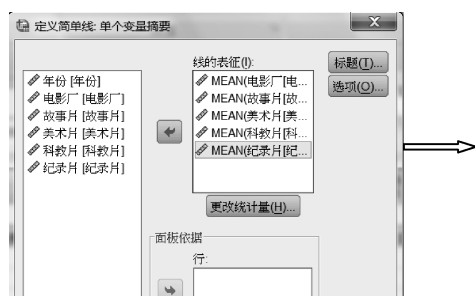 定义简单线: 单个变量摘要
线的表征(I):
标题(T)...
选项(O)...
年份 [年份]
电影厂 [电影厂]
故事片 [故事片]
美术片 [美术片]
科教片 [科教片]
纪录片 [纪录片]
MEAN(电影厂[电...
MEAN(故事片[故...
MEAN(美术片[美...
MEAN(科教片[科...
MEAN(纪录片[纪...
更改统计量(H)...
面板依据
行: